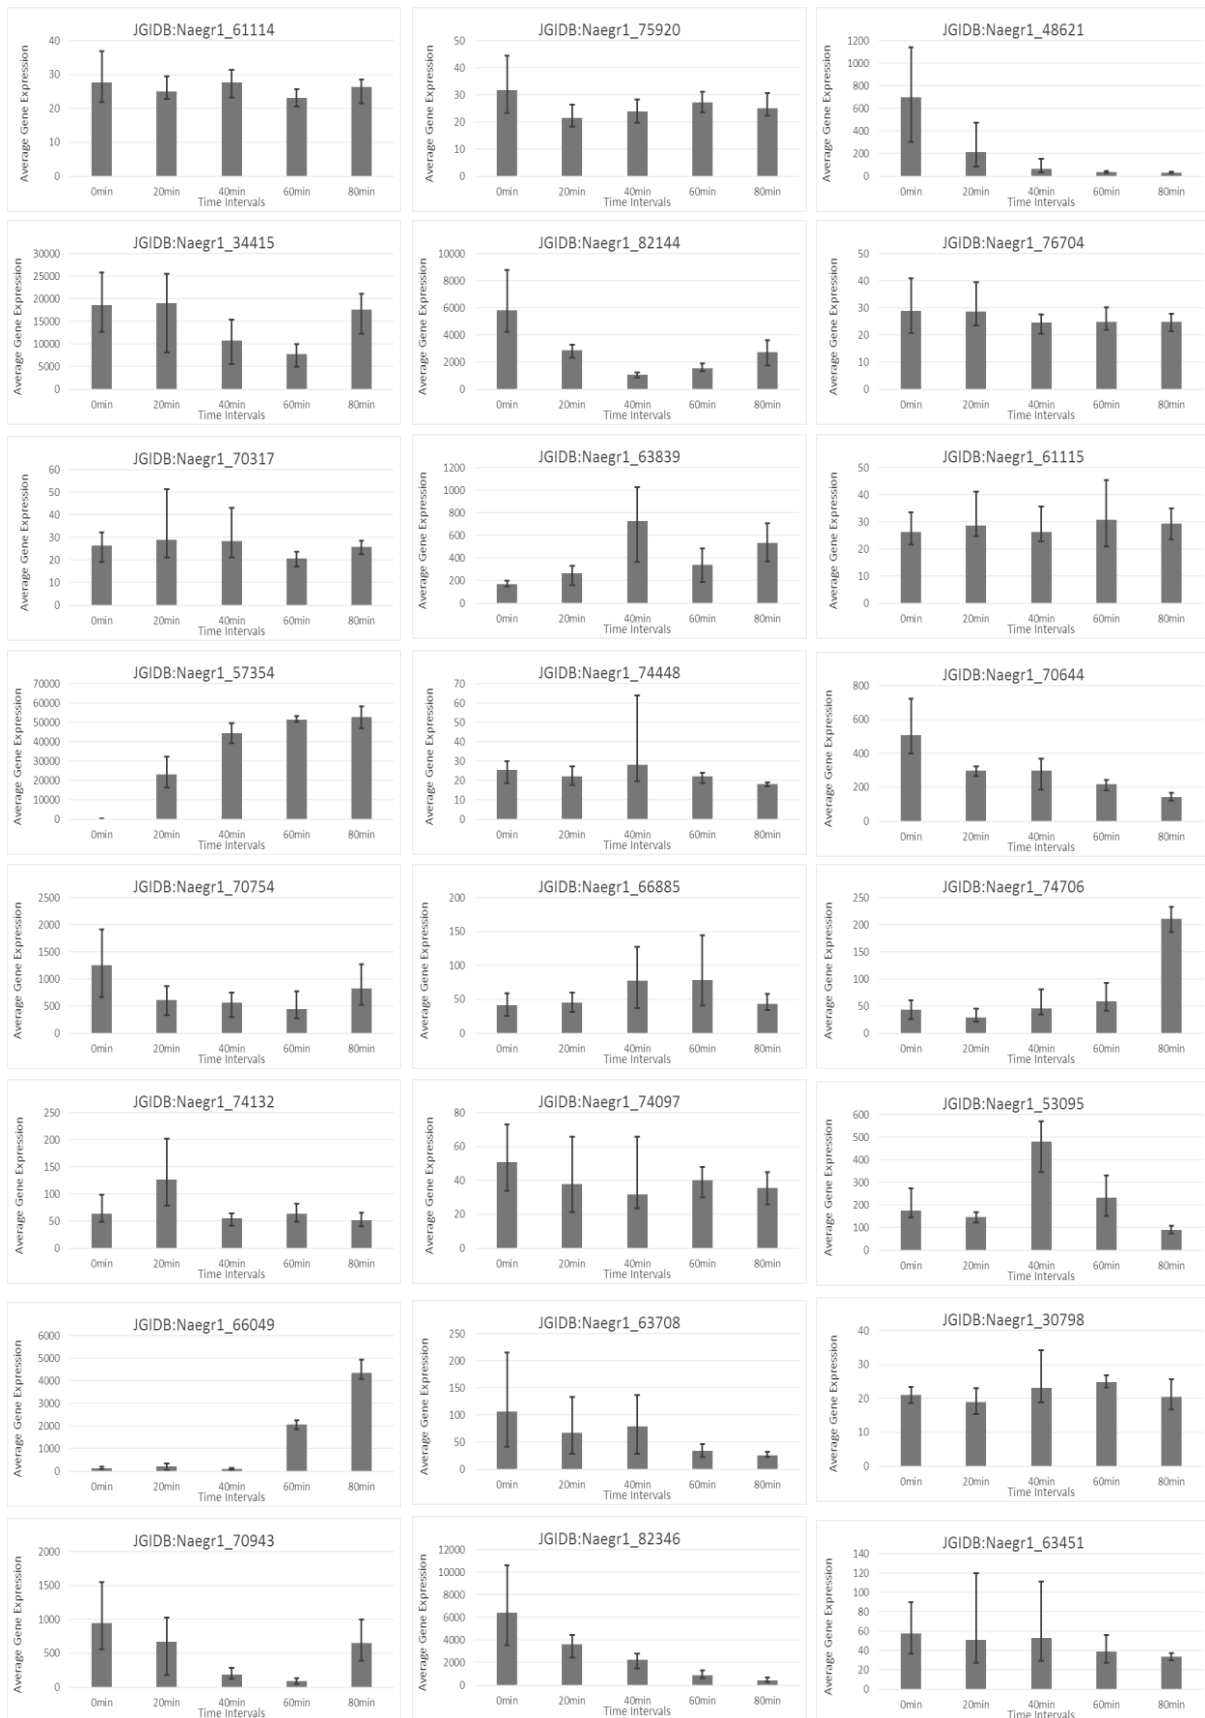 JGIDB:Naegr1_61114
Average Gene Expression
40
30
20
10
0
0min 20min 40min 60min 80min
Time Intervals
JGIDB:Naegr1_75920
Average Gene Expression
50
40
30
20
10
0
0min 20min 40min 60min 80min
Time Intervals
JGIDB:Naegr1_48621
Average Gene Expression
1200
1000
800
600
400
200
0
0min 20min 40min 60min 80min
Time Intervals
JGIDB:Naegr1_34415
Average Gene Expression
30000
25000
20000
15000
10000
5000
0
0min 20min 40min 60min 80min
Time Intervals
JGIDB:Naegr1_82144
Average Gene Expression
10000
8000
6000
4000
2000
0
0min 20min 40min 60min 80min
Time Intervals
JGIDB:Naegr1_76704
Average Gene Expression
50
40
30
20
10
0
0min 20min 40min 60min 80min
Time Intervals
JGIDB:Naegr1_70317
Average Gene Expression
60
50
40
30
20
10
0
0min 20min 40min 60min 80min
Time Intervals
JGIDB:Naegr1_63839
Average Gene Expression
1200
1000
800
600
400
200
0
0min 20min 40min 60min 80min
Time Intervals
JGIDB:Naegr1_61115
Average Gene Expression
50
40
30
20
10
0
0min 20min 40min 60min 80min
Time Intervals
JGIDB:Naegr1_57354
Average Gene Expression
70000
60000
50000
40000
30000
20000
10000
0
0min 20min 40min 60min 80min
Time Intervals
JGIDB:Naegr1_74448
Average Gene Expression
70
60
50
40
30
20
10
0
0min 20min 40min 60min 80min
Time Intervals
JGIDB:Naegr1_70644
Average Gene Expression
800
600
400
200
0
0min 20min 40min 60min 80min
Time Intervals
JGIDB:Naegr1_70754
Average Gene Expression
2500
2000
1500
1000
500
0
0min 20min 40min 60min 80min
Time Intervals
JGIDB:Naegr1_66885
Average Gene Expression
200
150
100
50
0
0min 20min 40min 60min 80min
Time Intervals
JGIDB:Naegr1_74706
Average Gene Expression
250
200
150
100
50
0
0min 20min 40min 60min 80min
Time Intervals
JGIDB:Naegr1_74132
Average Gene Expression
250
200
150
100
50
0
0min 20min 40min 60min 80min
Time Intervals
JGIDB:Naegr1_74097
Average Gene Expression
80
60
40
20
0
0min 20min 40min 60min 80min
Time Intervals
JGIDB:Naegr1_53095
Average Gene Expression
600
500
400
300
200
100
0
0min 20min 40min 60min 80min
Time Intervals
JGIDB:Naegr1_66049
Average Gene Expression
6000
5000
4000
3000
2000
1000
0
0min 20min 40min 60min 80min
Time Intervals
JGIDB:Naegr1_63708
Average Gene Expression
250
200
150
100
50
0
0min 20min 40min 60min 80min
Time Intervals
JGIDB:Naegr1_30798
Average Gene Expression
40
30
20
10
0
0min 20min 40min 60min 80min
Time Intervals
JGIDB:Naegr1_70943
Average Gene Expression
2000
1500
1000
500
0
0min 20min 40min 60min 80min
Time Intervals
JGIDB:Naegr1_82346
Average Gene Expression
12000
10000
8000
6000
4000
2000
0
0min 20min 40min 60min 80min
Time Intervals
JGIDB:Naegr1_63451
Average Gene Expression
140
120
100
80
60
40
20
0
0min 20min 40min 60min 80min
Time Intervals